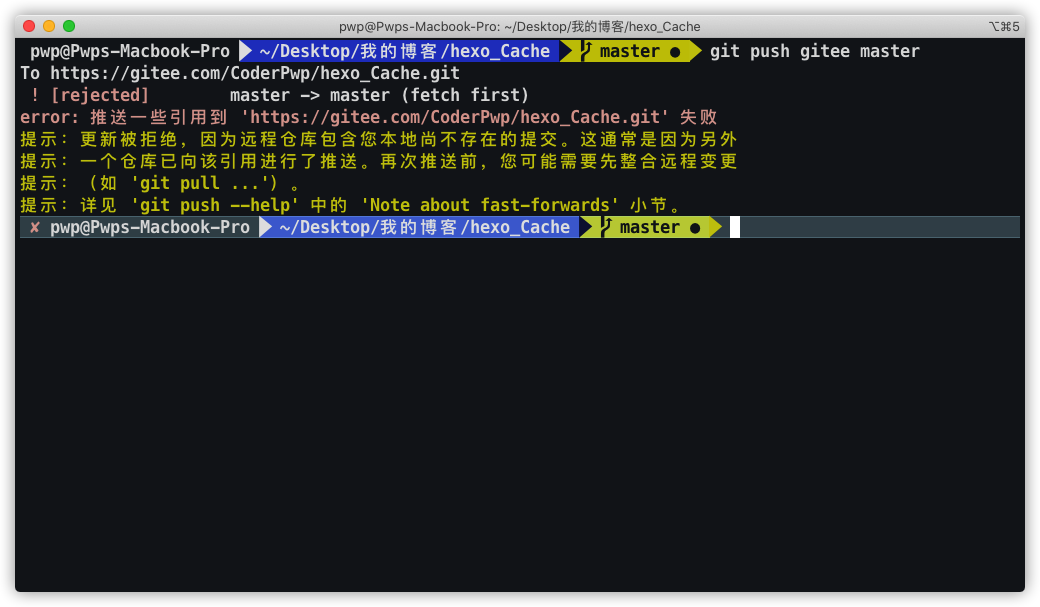 pwp@Pwps-Macbook-Pro: ~/Desktop/我的博客/hexo_Cache ⌥⌘5
pwp@Pwps-Macbook-Pro ~/Desktop/我的博客/hexo_Cache master ● git push gitee master
To https://gitee.com/CoderPwp/hexo_Cache.git
! [rejected] master -> master (fetch first)
error: 推送一些引用到 'https://gitee.com/CoderPwp/hexo_Cache.git' 失败
提示：更新被拒绝，因为远程仓库包含您本地尚不存在的提交。这通常是因为另外
提示：一个仓库已向该引用进行了推送。再次推送前，您可能需要先整合远程变更
提示：（如 'git pull ...'）。
提示：详见 'git push --help' 中的 'Note about fast-forwards' 小节。
✘ pwp@Pwps-Macbook-Pro ~/Desktop/我的博客/hexo_Cache master ●